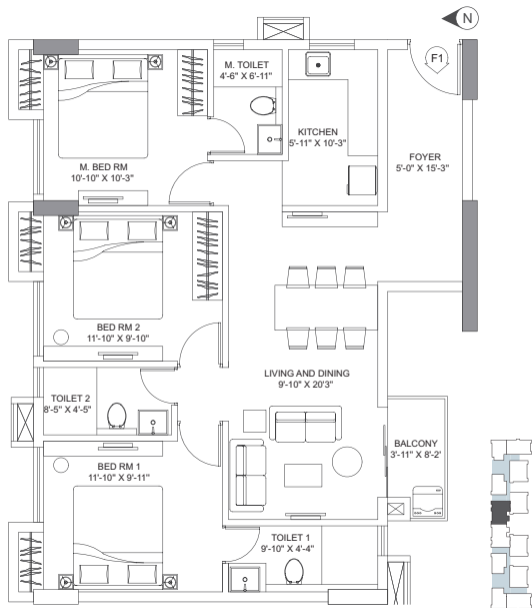 N
F1
M. TOILET
4'-6" X 6'-11"
KITCHEN
5'-11" X 10'-3"
FOYER
5'-0" X 15'-3"
M. BED RM
10'-10" X 10'-3"
BED RM 2
11'-10" X 9'-10"
LIVING AND DINING
9'-10" X 20'3"
TOILET 2
8'-5" X 4'-5"
BALCONY
3'-11" X 8'-2'
BED RM 1
11'-10" X 9'-11"
TOILET 1
9'-10" X 4'-4"